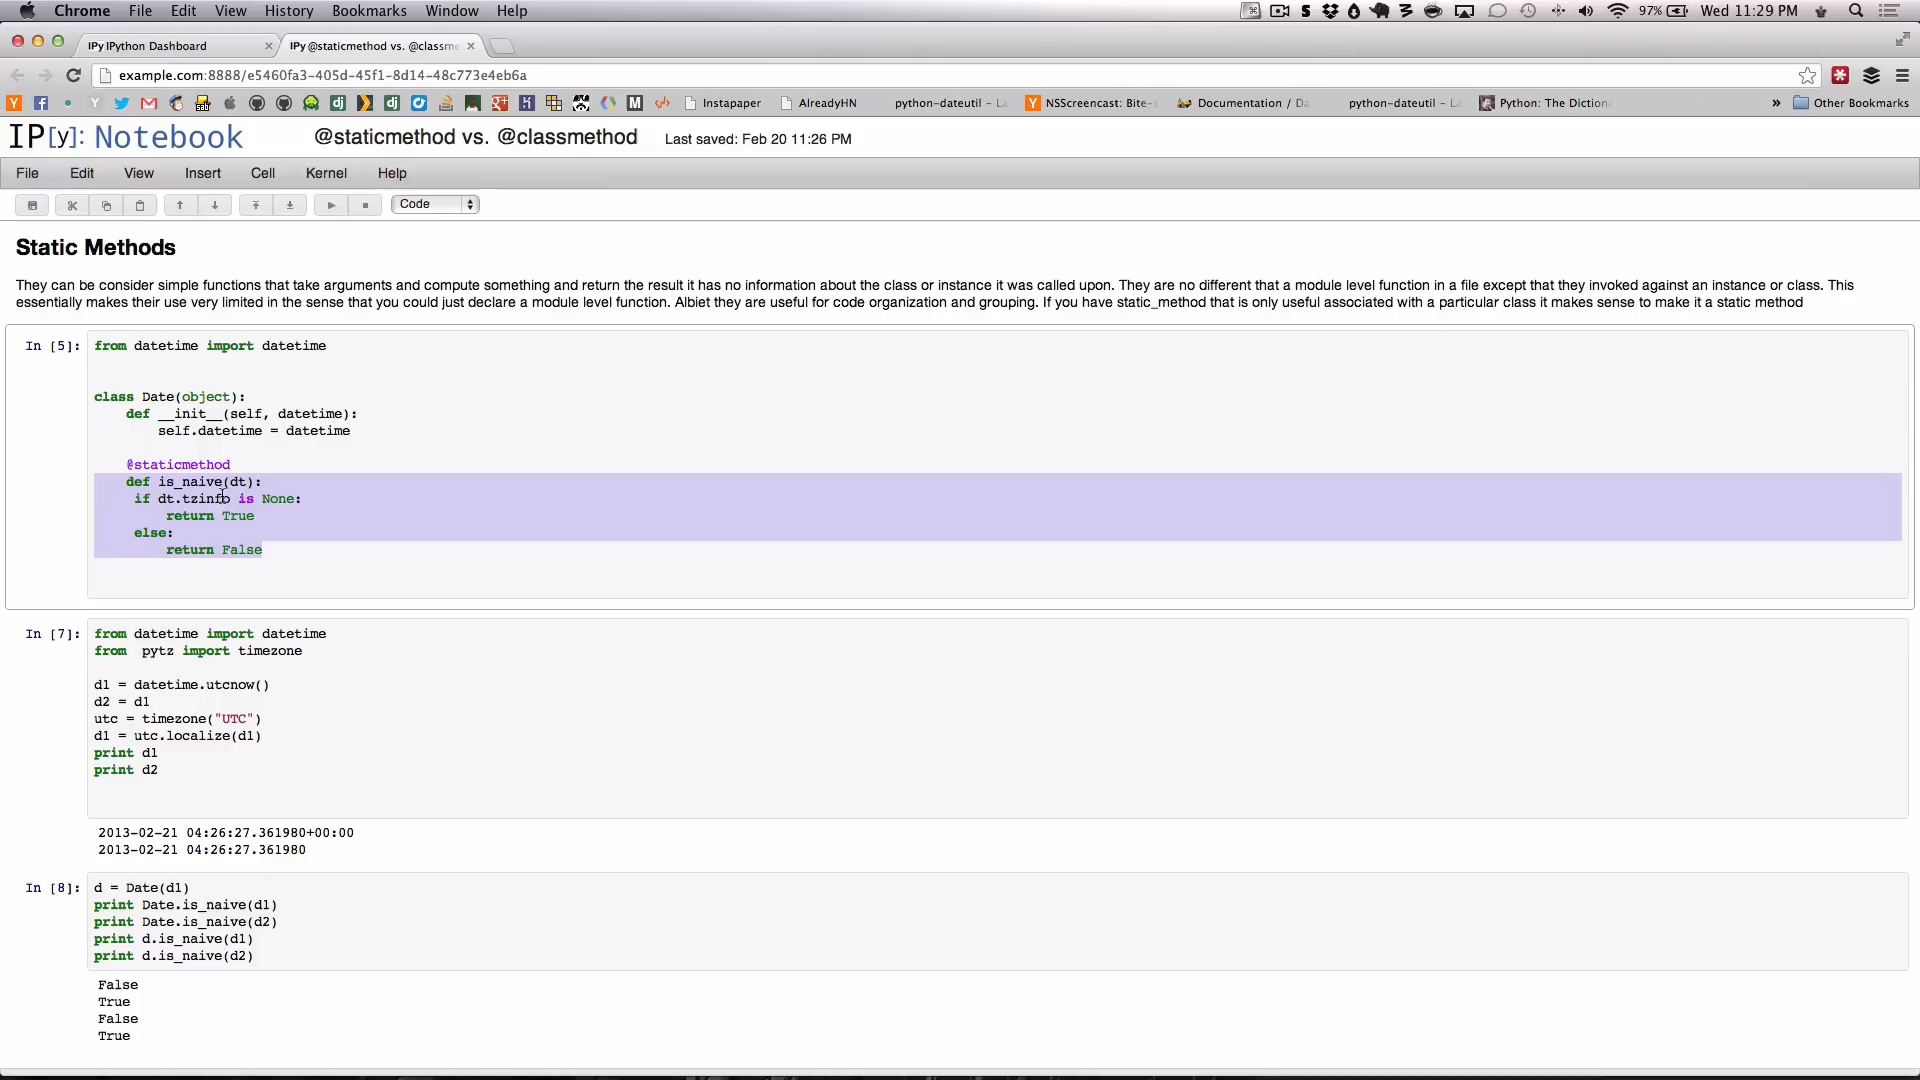 Chrome File Edit View History Bookmarks Window Help 97% Wed 11:29 PM
IPy IPython Dashboard IPy @staticmethod vs. @classme
example.com:8888/e5460fa3-405d-45f1-8d14-48c773e4eb6a
Instapaper AlreadyHN python-dateutil - La NSScreencast: Bite-s Documentation / Da python-dateutil - La Python: The Dictiona » Other Bookmarks
IP[y]: Notebook @staticmethod vs. @classmethod Last saved: Feb 20 11:26 PM
File Edit View Insert Cell Kernel Help
Code
Static Methods
They can be consider simple functions that take arguments and compute something and return the result it has no information about the class or instance it was called upon. They are no different that a module level function in a file except that they invoked against an instance or class. This
essentially makes their use very limited in the sense that you could just declare a module level function. Albiet they are useful for code organization and grouping. If you have static_method that is only useful associated with a particular class it makes sense to make it a static method
In [5]: from datetime import datetime
class Date(object):
def __init__(self, datetime):
self.datetime = datetime
@staticmethod
def is_naive(dt):
if dt.tzinfo is None:
return True
else:
return False
In [7]: from datetime import datetime
from  pytz import timezone
d1 = datetime.utcnow()
d2 = d1
utc = timezone("UTC")
d1 = utc.localize(d1)
print d1
print d2
2013-02-21 04:26:27.361980+00:00
2013-02-21 04:26:27.361980
In [8]: d = Date(d1)
print Date.is_naive(d1)
print Date.is_naive(d2)
print d.is_naive(d1)
print d.is_naive(d2)
False
True
False
True